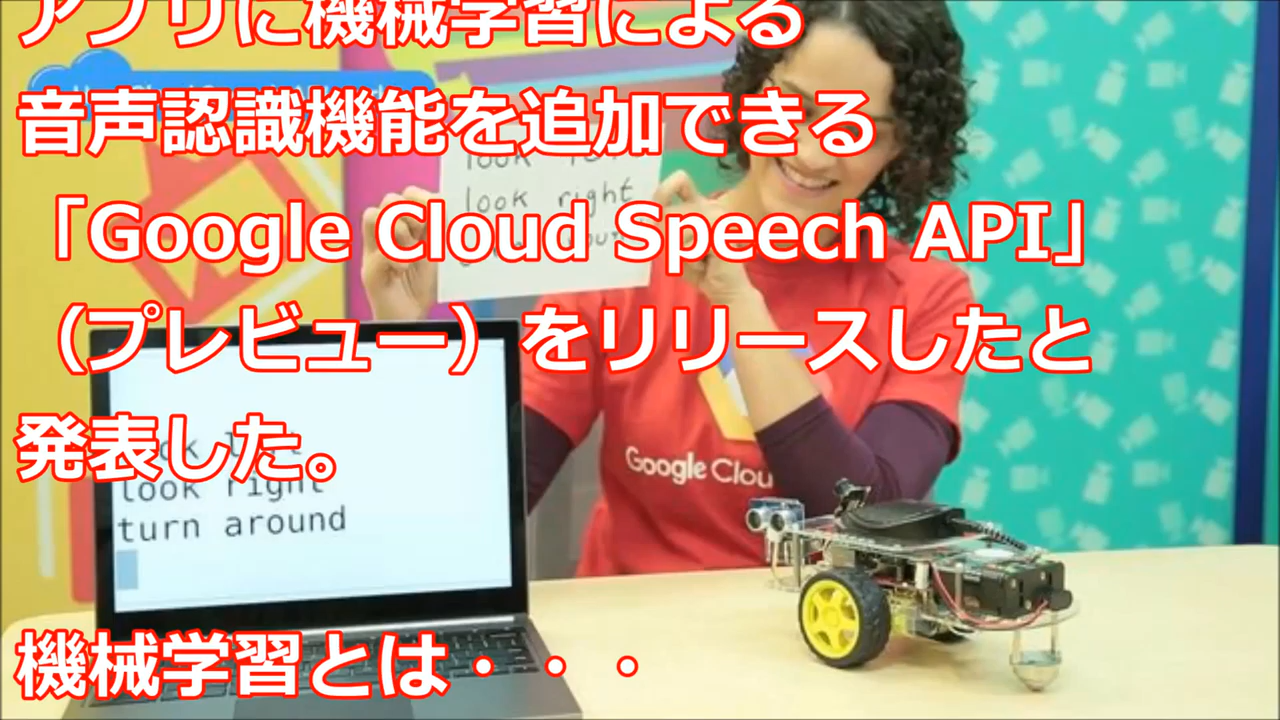 アプリに機械学習による
音声認識機能を追加できる
「Google Cloud Speech API」
（プレビュー）をリリースしたと
発表した。
機械学習とは・・・
look
look right
Google Clou
look right
turn around